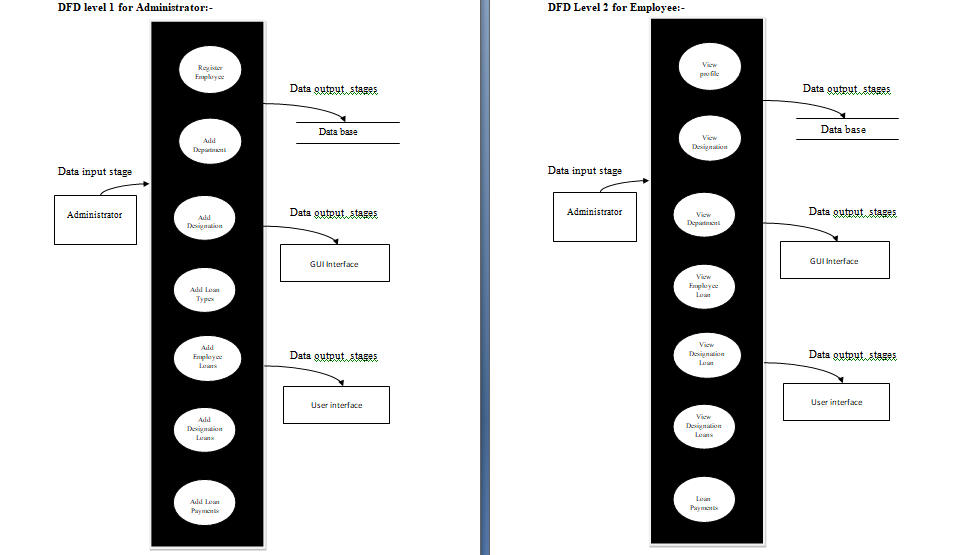 DFD level 1 for Administrator:-
Register
Employee
Data output stages
Data base
Add
Department
Data input stage
Administrator
Add
Designation
Data output stages
GUI Interface
Add Loan
Types
Add
Employee
Loans
Data output stages
User interface
Add
Designation
Loans
Add Loan
Payments
DFD Level 2 for Employee:-
View
profile
Data output stages
Data base
View
Designation
Data input stage
Administrator
View
Department
Data output stages
GUI Interface
View
Employee
Loan
View
Designation
Loan
Data output stages
User interface
View
Designation
Loans
Loan
Payments